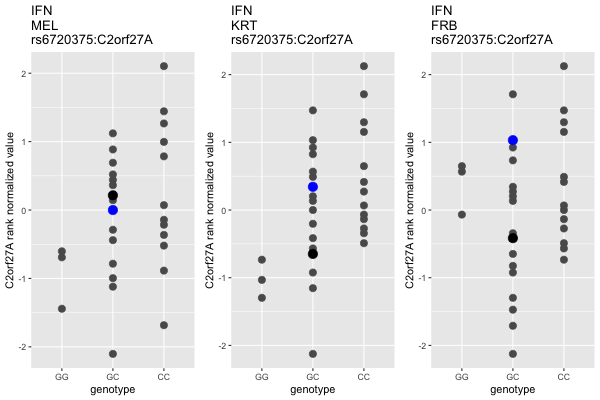 IFN
MEL
rs6720375:C2orf27A
C2orf27A rank normalized value
2
1
0
-1
-2
GG GC CC
genotype
IFN
KRT
rs6720375:C2orf27A
C2orf27A rank normalized value
2
1
0
-1
-2
GG GC CC
genotype
IFN
FRB
rs6720375:C2orf27A
C2orf27A rank normalized value
2
1
0
-1
-2
GG GC CC
genotype